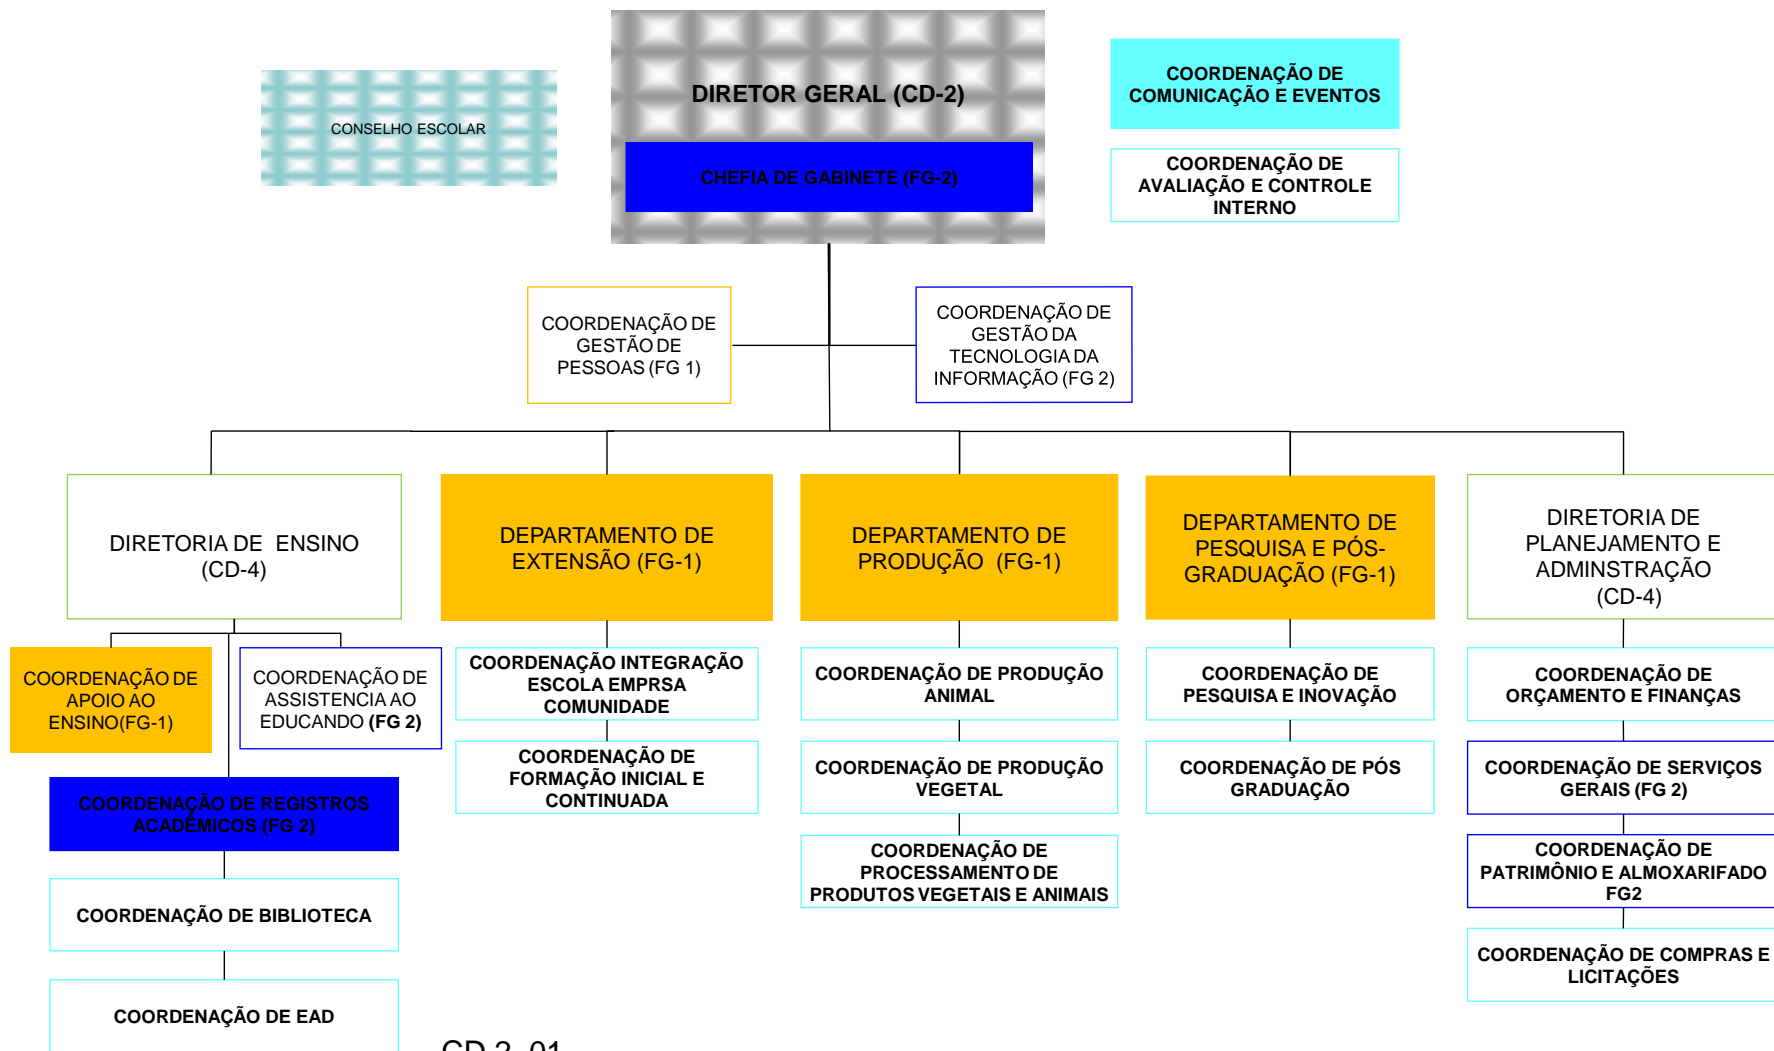 CONSELHO ESCOLAR
DIRETOR GERAL (CD-2)
CHEFIA DE GABINETE (FG-2)
COORDENAÇÃO DE
COMUNICAÇÃO E EVENTOS
COORDENAÇÃO DE
AVALIAÇÃO E CONTROLE
INTERNO
COORDENAÇÃO DE
GESTÃO DE
PESSOAS (FG 1)
COORDENAÇÃO DE
GESTÃO DA
TECNOLOGIA DA
INFORMAÇÃO (FG 2)
DIRETORIA DE ENSINO
(CD-4)
DEPARTAMENTO DE
EXTENSÃO (FG-1)
DEPARTAMENTO DE
PRODUÇÃO (FG-1)
DEPARTAMENTO DE
PESQUISA E PÓS-
GRADUAÇÃO (FG-1)
DIRETORIA DE
PLANEJAMENTO E
ADMINSTRAÇÃO
(CD-4)
COORDENAÇÃO DE
APOIO AO
ENSINO(FG-1)
COORDENAÇÃO DE
ASSISTENCIA AO
EDUCANDO (FG 2)
COORDENAÇÃO DE REGISTROS
ACADÊMICOS (FG 2)
COORDENAÇÃO DE BIBLIOTECA
COORDENAÇÃO DE EAD
COORDENAÇÃO INTEGRAÇÃO
ESCOLA EMPRSA
COMUNIDADE
COORDENAÇÃO DE
FORMAÇÃO INICIAL E
CONTINUADA
COORDENAÇÃO DE PRODUÇÃO
ANIMAL
COORDENAÇÃO DE PRODUÇÃO
VEGETAL
COORDENAÇÃO DE
PROCESSAMENTO DE
PRODUTOS VEGETAIS E ANIMAIS
COORDENAÇÃO DE
PESQUISA E INOVAÇÃO
COORDENAÇÃO DE PÓS
GRADUAÇÃO
COORDENAÇÃO DE
ORÇAMENTO E FINANÇAS
COORDENAÇÃO DE SERVIÇOS
GERAIS (FG 2)
COORDENAÇÃO DE
PATRIMÔNIO E ALMOXARIFADO
FG2
COORDENAÇÃO DE COMPRAS E
LICITAÇÕES
CD 2 01